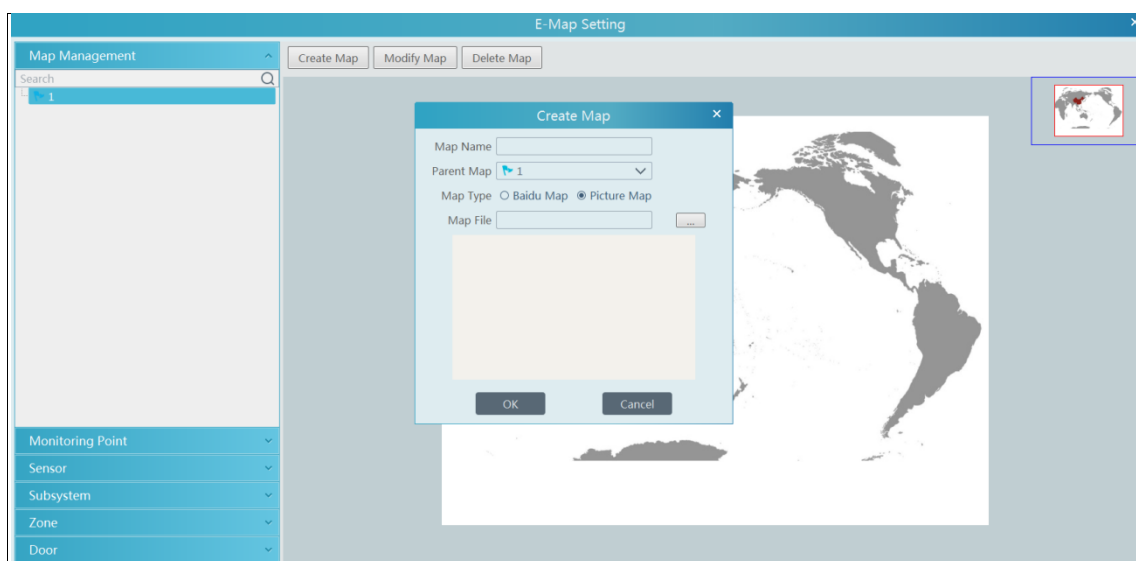 E-Map Setting
Map Management
Create Map Modify Map Delete Map
Search
1
Create Map
Map Name
Parent Map 1
Map Type Baidu Map Picture Map
Map File ...
OK Cancel
Monitoring Point
Sensor
Subsystem
Zone
Door